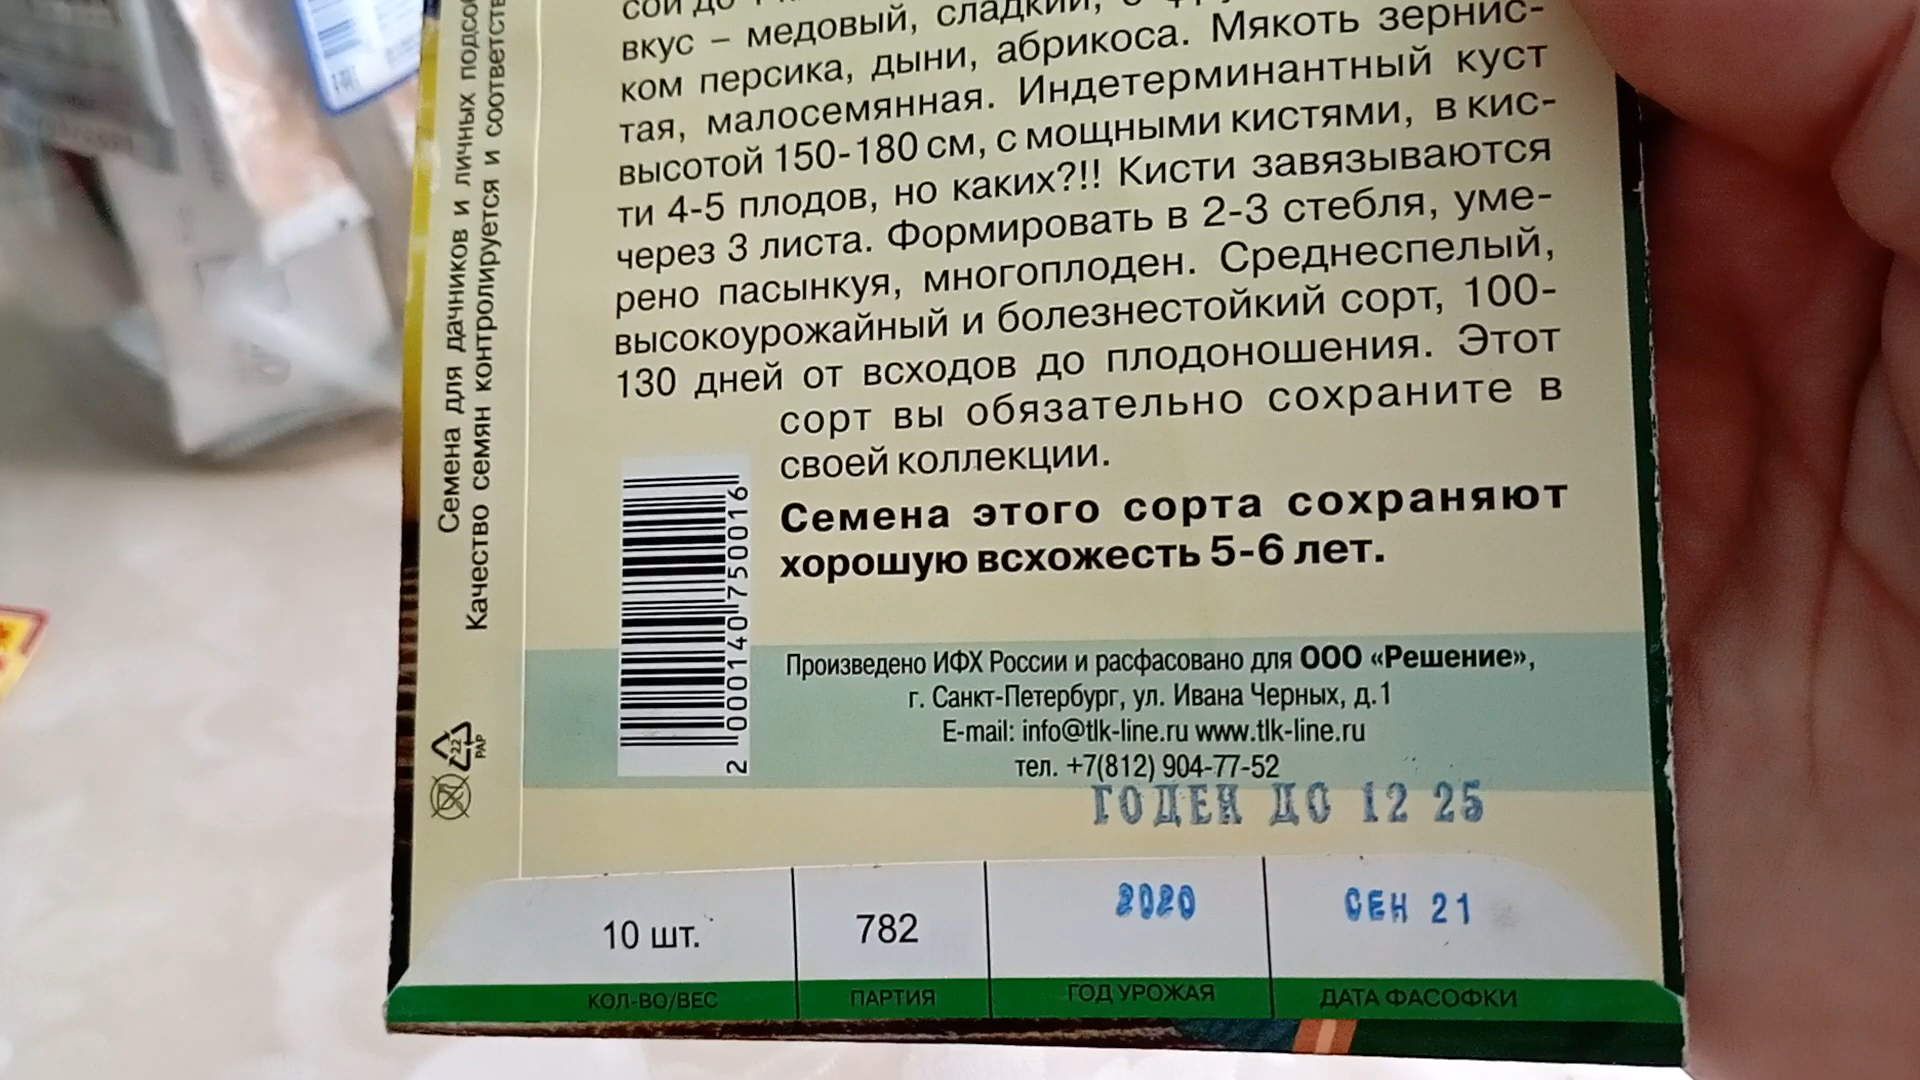 вкус – медовый, сладкий, с
ком персика, дыни, абрикоса. Мякоть зернис-
тая, малосемянная. Индетерминантный куст
высотой 150-180 см, с мощными кистями, в кис-
ти 4-5 плодов, но каких?!! Кисти завязываются
через 3 листа. Формировать в 2-3 стебля, уме-
рено пасынкуя, многоплоден. Среднеспелый,
высокоурожайный и болезнестойкий сорт, 100-
130 дней от всходов до плодоношения. Этот
сорт вы обязательно сохраните в
своей коллекции.
Семена этого сорта сохраняют
хорошую всхожесть 5-6 лет.
Произведено ИФХ России и расфасовано для ООО «Решение»,
г. Санкт-Петербург, ул. Ивана Черных, д.1
E-mail: info@tlk-line.ru www.tlk-line.ru
тел. +7(812) 904-77-52
ГОДЕН ДО 12 25
10 шт. 782 2020 СЕН 21
КОЛ-ВО/ВЕС ПАРТИЯ ГОД УРОЖАЯ ДАТА ФАСОФКИ
Семена для дачников и личных
Качество семян контролируется и
2 000140 750016
22
PAP